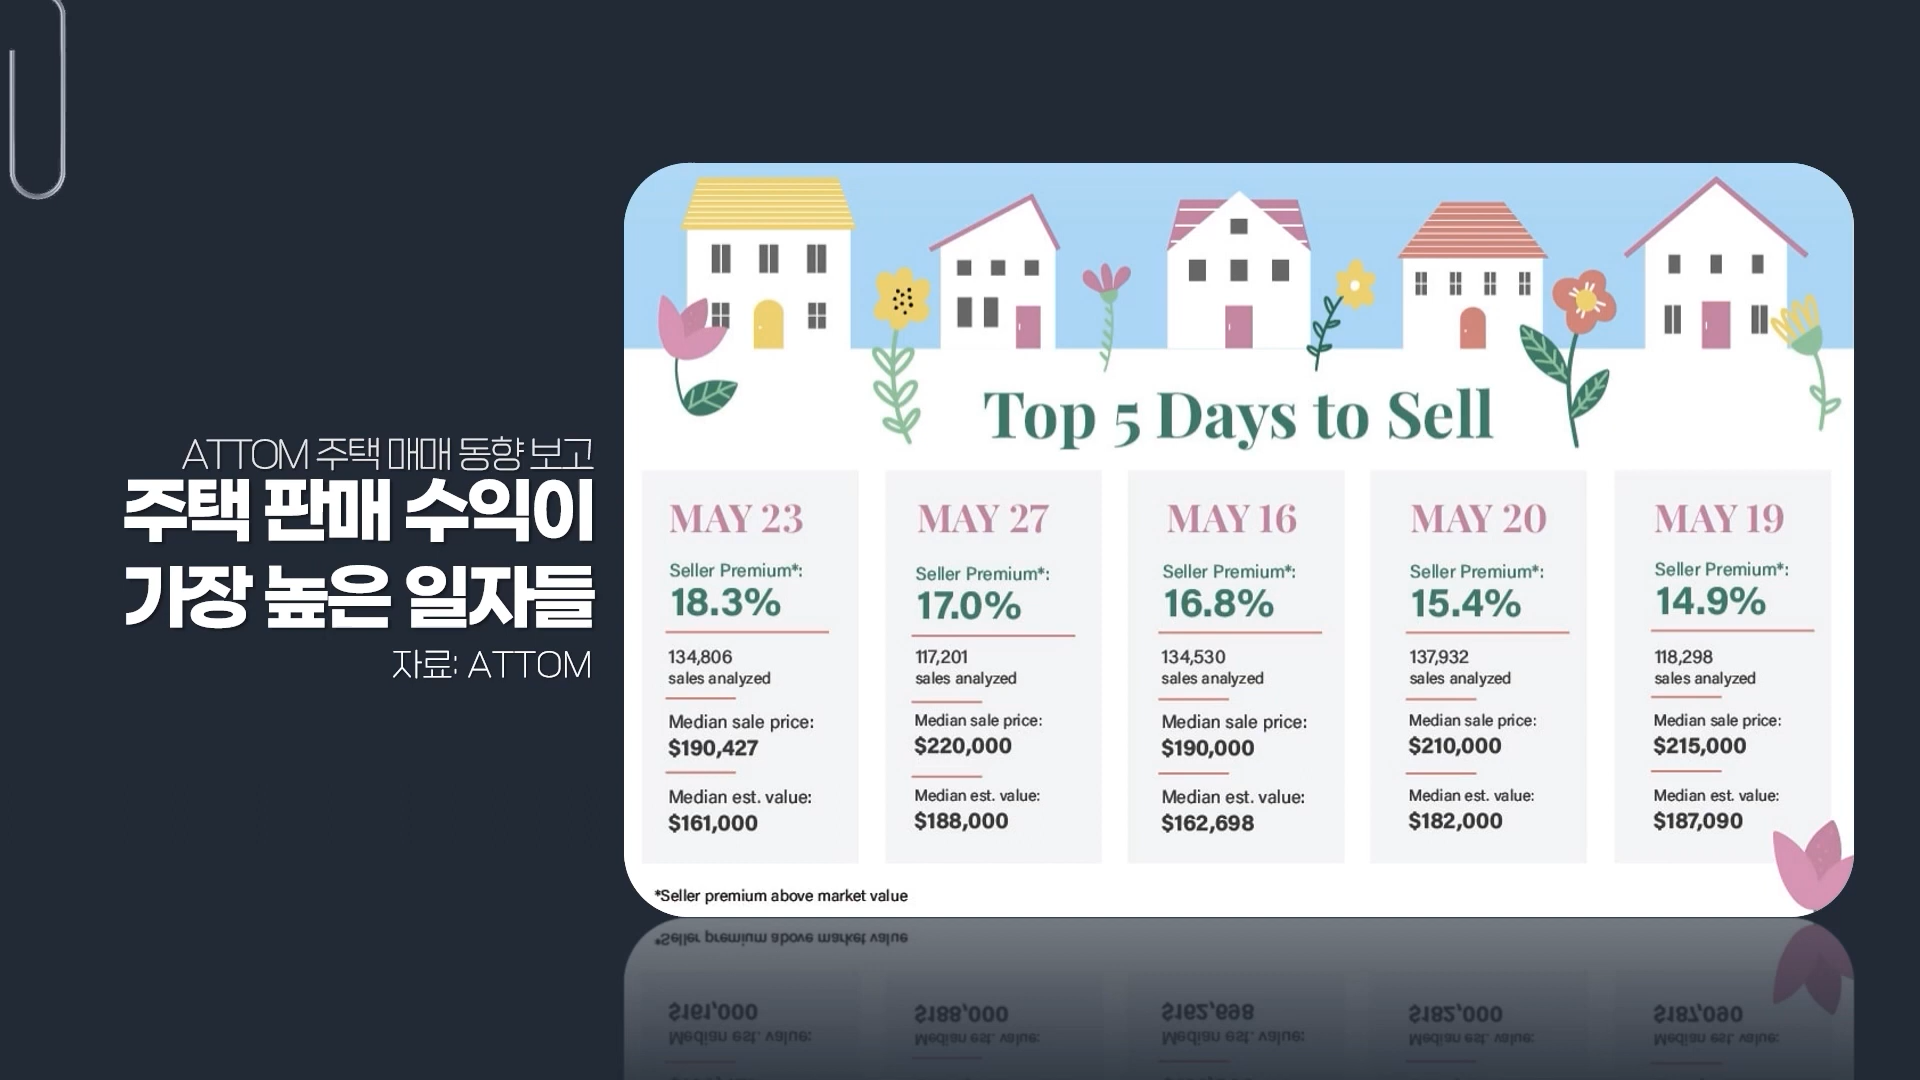 ATTOM 주택 매매 동향 보고
주택 판매 수익이
가장 높은 일자들
자료: ATTOM
Top 5 Days to Sell
MAY 23
Seller Premium*:
18.3%
134,806
sales analyzed
Median sale price:
$190,427
Median est. value:
$161,000
MAY 27
Seller Premium*:
17.0%
117,201
sales analyzed
Median sale price:
$220,000
Median est. value:
$188,000
MAY 16
Seller Premium*:
16.8%
134,530
sales analyzed
Median sale price:
$190,000
Median est. value:
$162,698
MAY 20
Seller Premium*:
15.4%
137,932
sales analyzed
Median sale price:
$210,000
Median est. value:
$182,000
MAY 19
Seller Premium*:
14.9%
118,298
sales analyzed
Median sale price:
$215,000
Median est. value:
$187,090
*Seller premium above market value